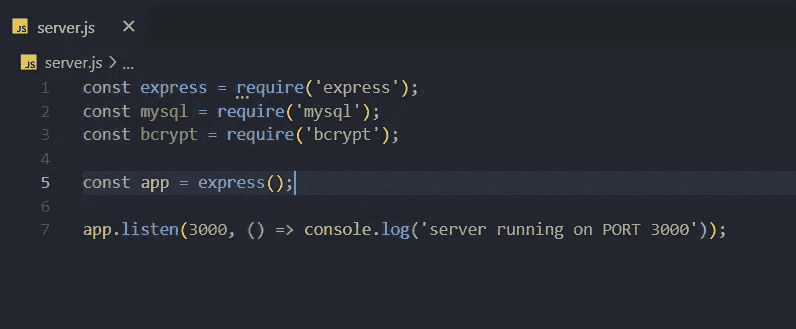 JS server.js ×
JS server.js > ...
1 const express = require('express');
2 const mysql = require('mysql');
3 const bcrypt = require('bcrypt');
4
5 const app = express();
6
7 app.listen(3000, () => console.log('server running on PORT 3000'));